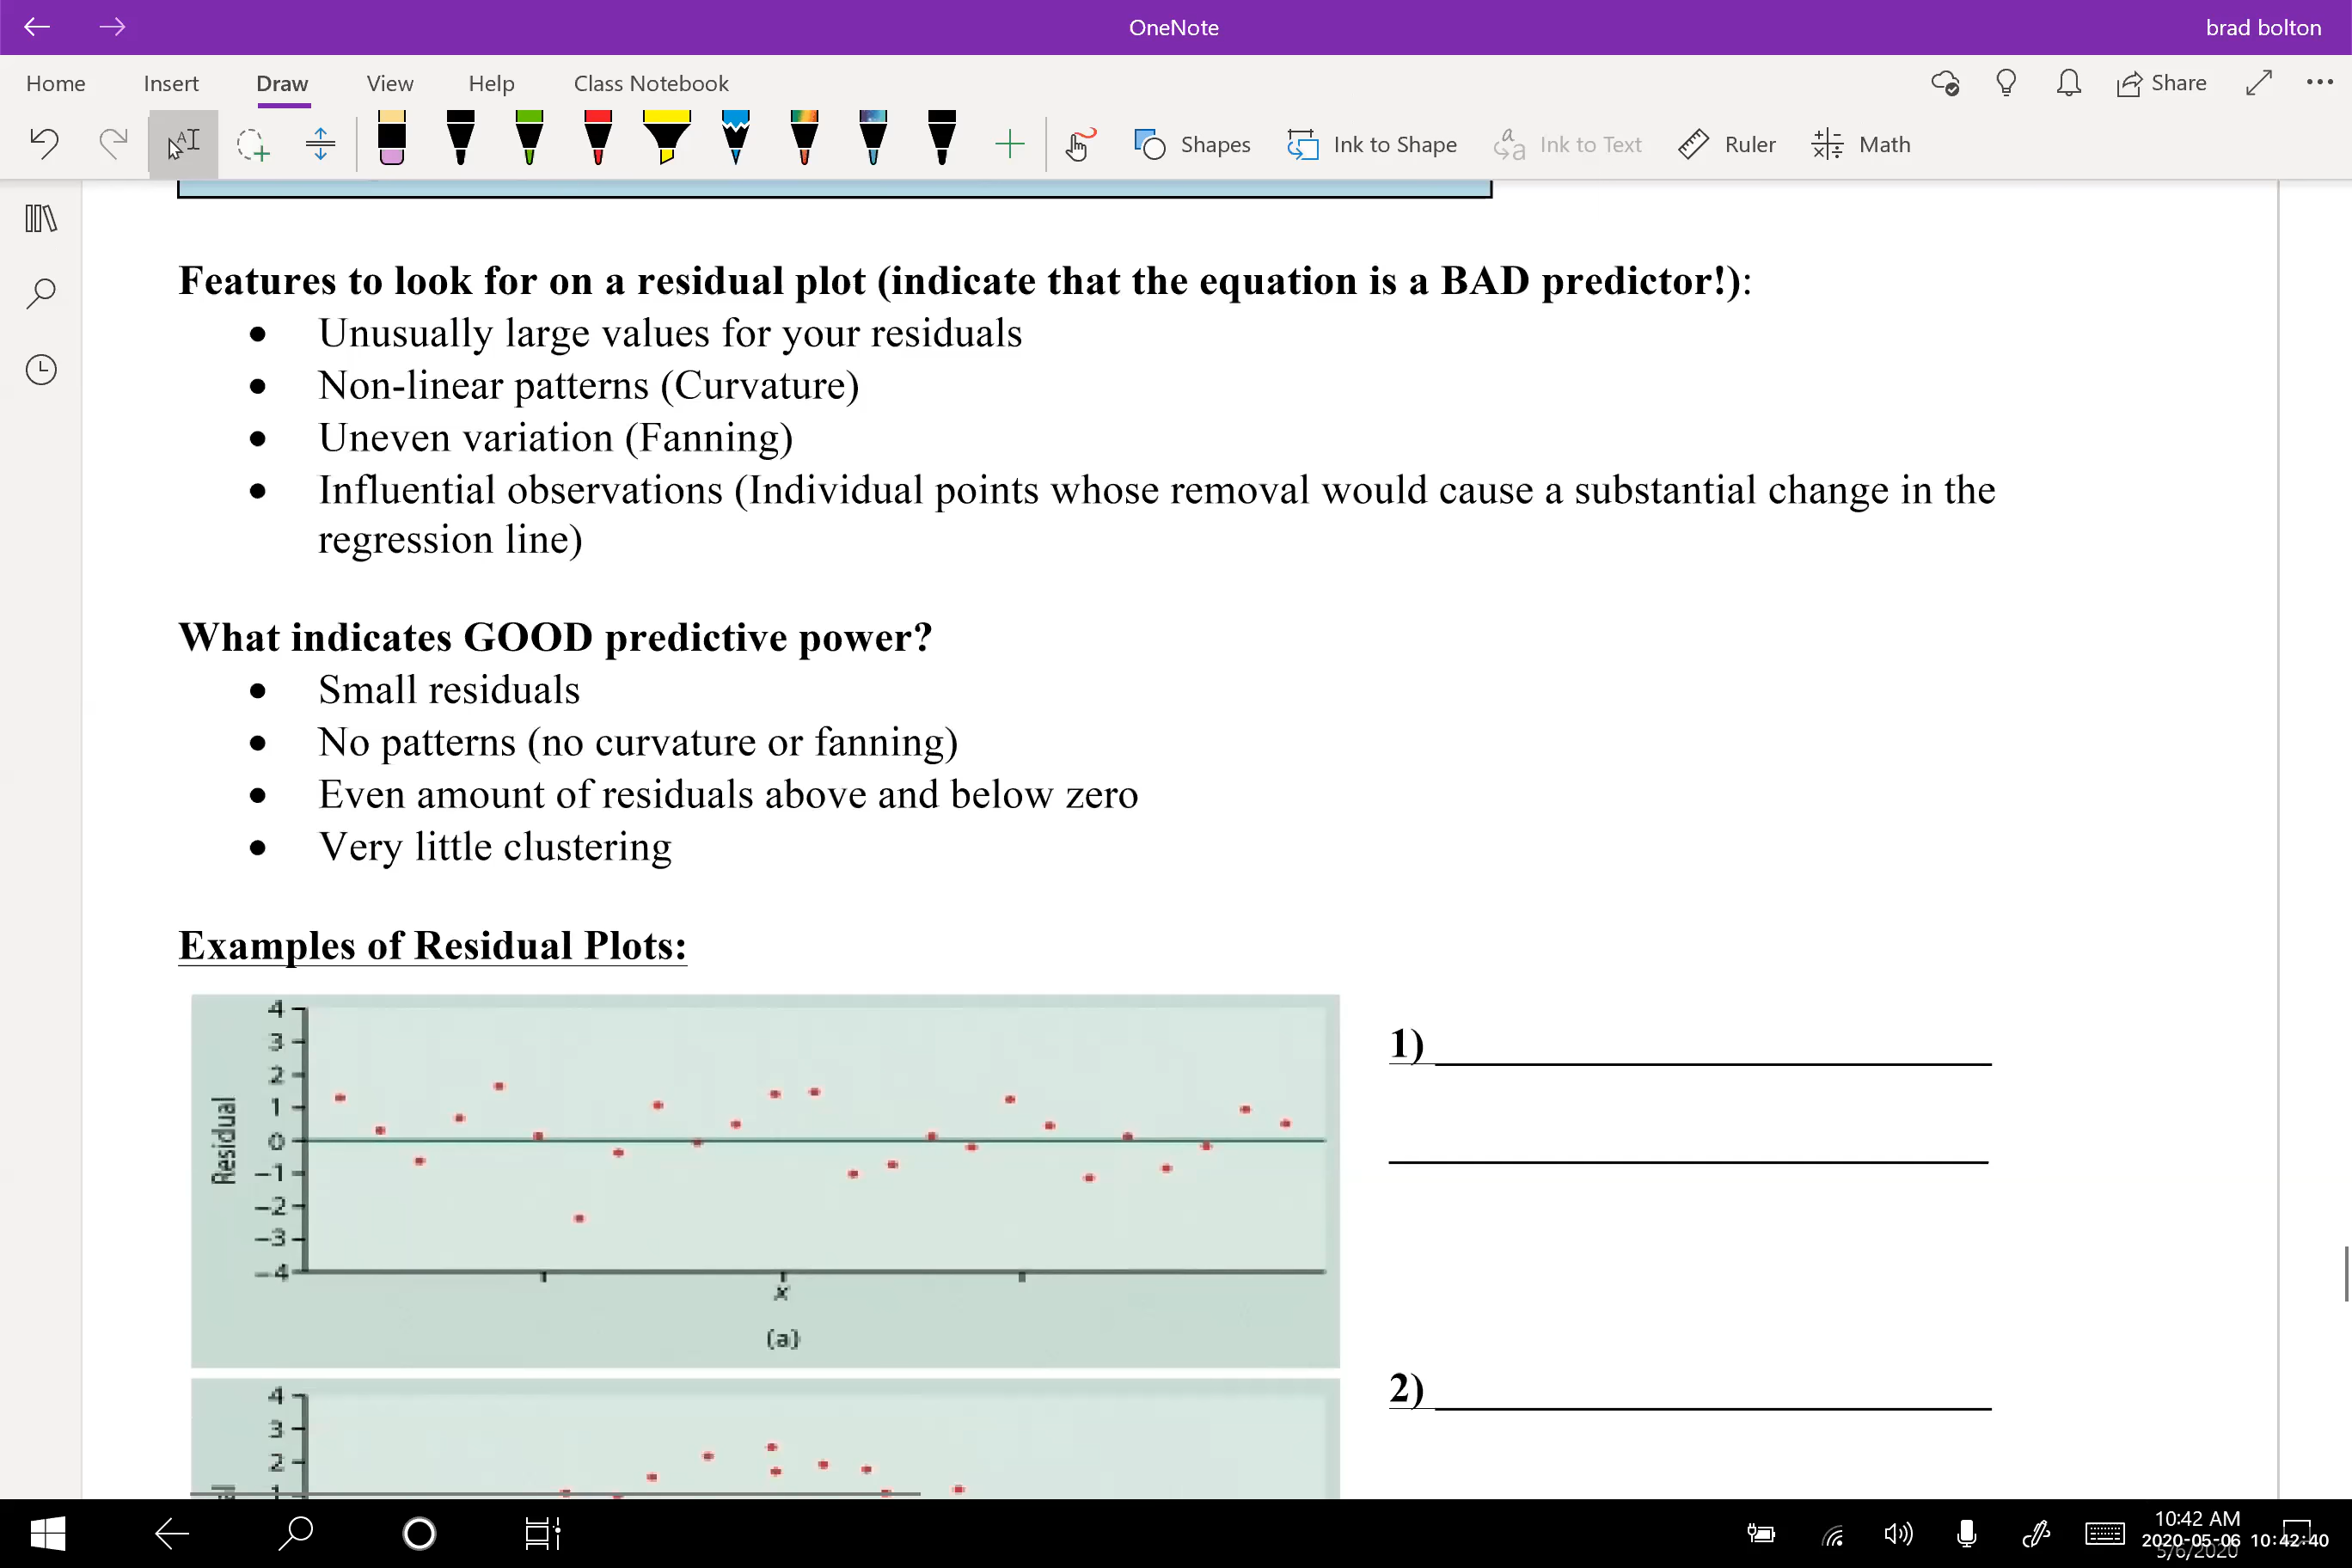 OneNote
brad bolton
Home Insert Draw View Help Class Notebook
Share
Shapes Ink to Shape Ink to Text Ruler Math
Features to look for on a residual plot (indicate that the equation is a BAD predictor!):
• Unusually large values for your residuals
• Non-linear patterns (Curvature)
• Uneven variation (Fanning)
• Influential observations (Individual points whose removal would cause a substantial change in the
regression line)
What indicates GOOD predictive power?
• Small residuals
• No patterns (no curvature or fanning)
• Even amount of residuals above and below zero
• Very little clustering
Examples of Residual Plots:
4
3
2
1
0
-1
-2
-3
-4
Residual
x
(a)
1)
4
3
2
1
2)
10:42 AM
2020-05-06 10:42:40
5/6/2020